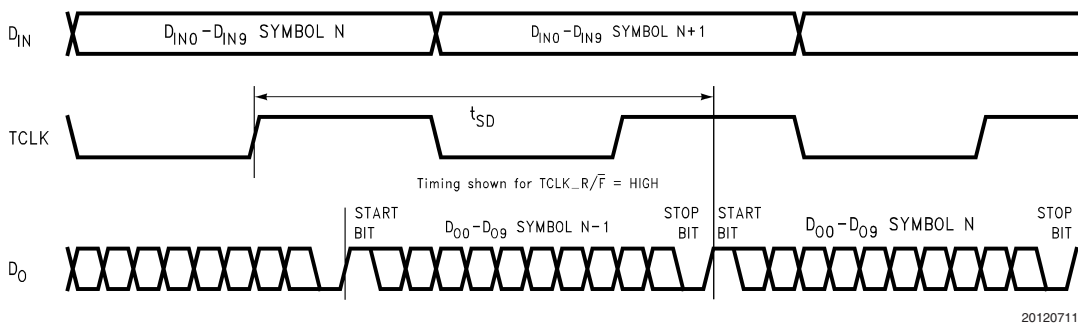 D_IN
D_IN0-D_IN9 SYMBOL N
D_IN0-D_IN9 SYMBOL N+1
TCLK
t_SD
Timing shown for TCLK_R/F̅ = HIGH
START
BIT
D_O0-D_O9 SYMBOL N-1
STOP
BIT
START
BIT
D_O0-D_O9 SYMBOL N
STOP
BIT
D_O
20120711